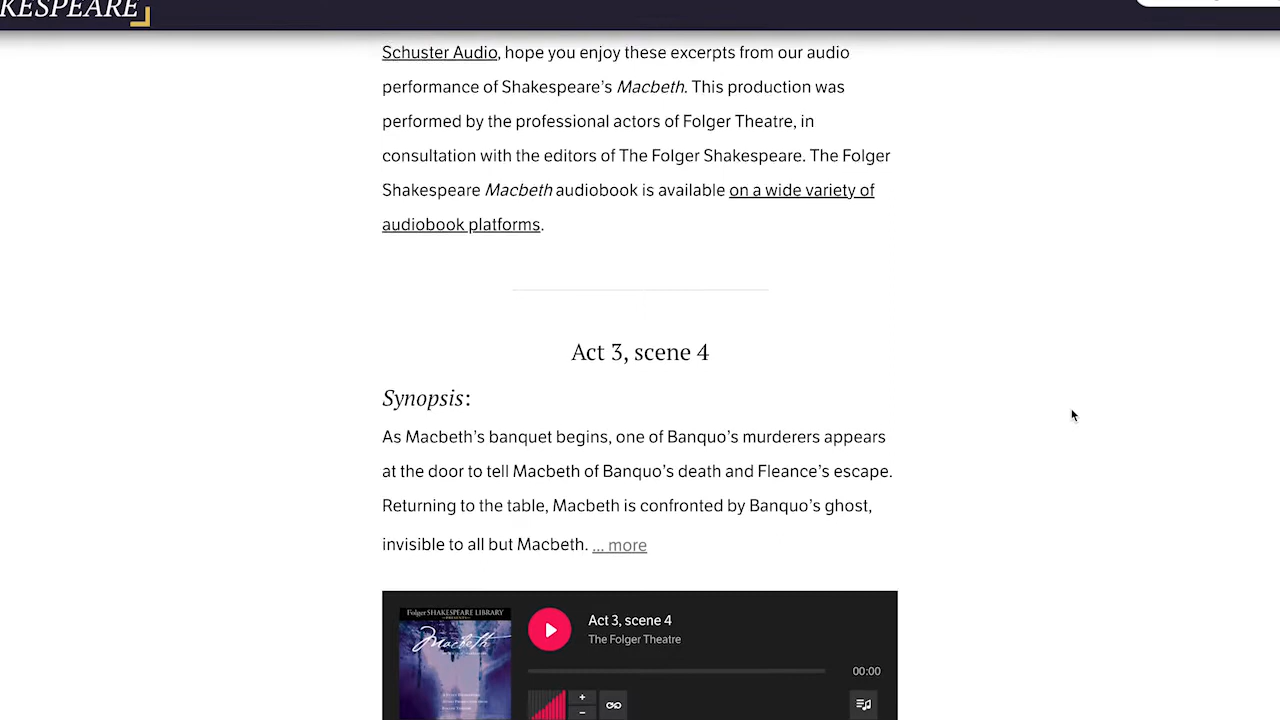 KESPEARE
Schuster Audio, hope you enjoy these excerpts from our audio
performance of Shakespeare’s Macbeth. This production was
performed by the professional actors of Folger Theatre, in
consultation with the editors of The Folger Shakespeare. The Folger
Shakespeare Macbeth audiobook is available on a wide variety of
audiobook platforms.
Act 3, scene 4
Synopsis:
As Macbeth’s banquet begins, one of Banquo’s murderers appears
at the door to tell Macbeth of Banquo’s death and Fleance’s escape.
Returning to the table, Macbeth is confronted by Banquo’s ghost,
invisible to all but Macbeth. ... more
Folger SHAKESPEARE LIBRARY
PRESENTS
Macbeth
Act 3, scene 4
The Folger Theatre
00:00
+
−